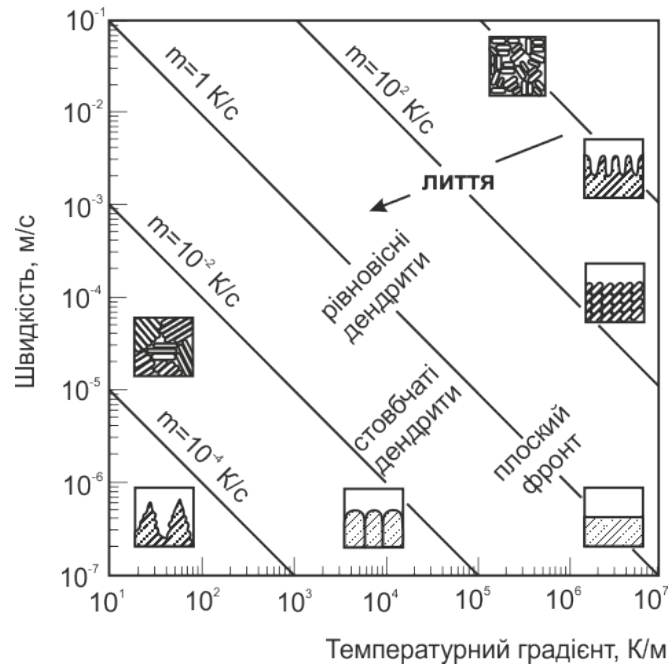 Швидкість, м/с
10⁻¹
10⁻²
10⁻³
10⁻⁴
10⁻⁵
10⁻⁶
10⁻⁷
m=1 К/с
m=10² К/с
m=10⁻² К/с
m=10⁻⁴ К/с
ЛИТТЯ
рівновісні
дендрити
стовбчаті
дендрити
плоский
фронт
10¹ 10² 10³ 10⁴ 10⁵ 10⁶ 10⁷
Температурний градієнт, К/м